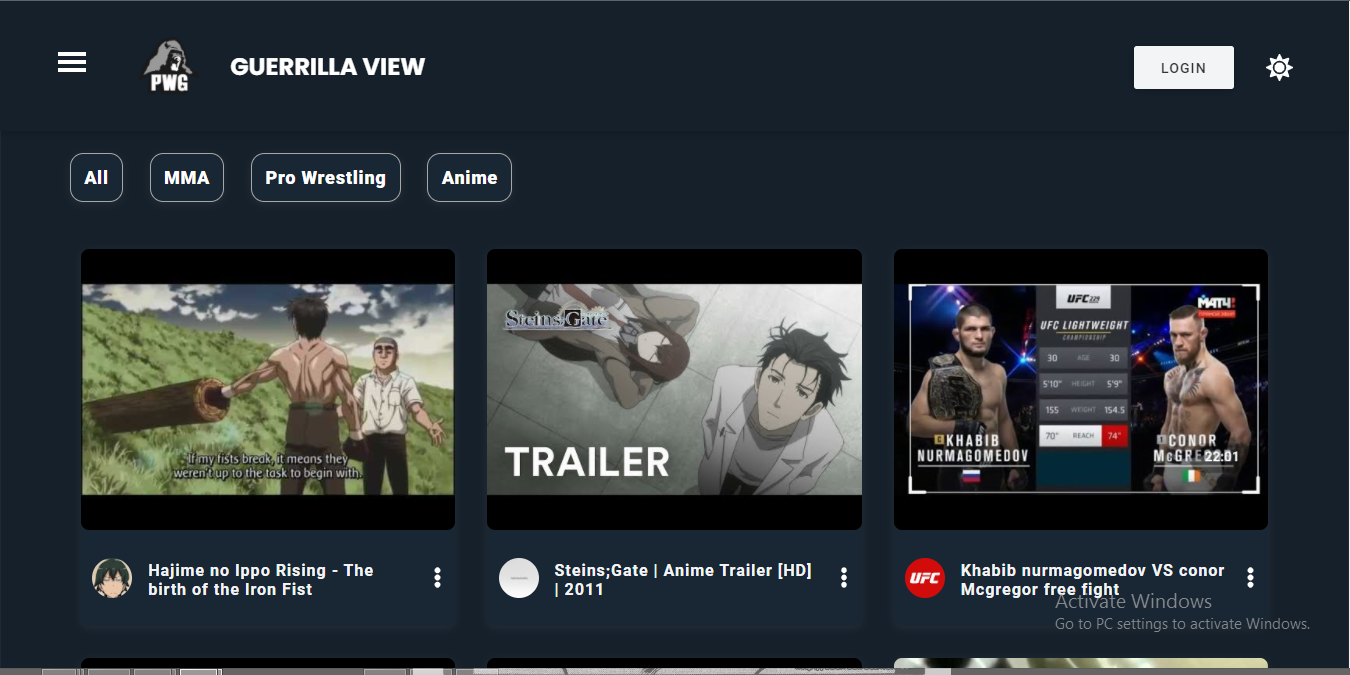 PWG
GUERRILLA VIEW
LOGIN
All
MMA
Pro Wrestling
Anime
If my fists break, it means they
weren't up to the task to begin with.
Steins;Gate
TRAILER
UFC 229
МАТЧ!
ПРЯМОЙ ЭФИР
UFC LIGHTWEIGHT
CHAMPIONSHIP
30 AGE 30
5'10" HEIGHT 5'9"
155 WEIGHT 154.5
70" REACH 74"
C KHABIB
NURMAGOMEDOV
CONOR
McGRE
22:01
Hajime no Ippo Rising - The
birth of the Iron Fist
Steins;Gate | Anime Trailer [HD]
| 2011
UFC
Khabib nurmagomedov VS conor
Mcgregor free fight
Activate Windows
Go to PC settings to activate Windows.